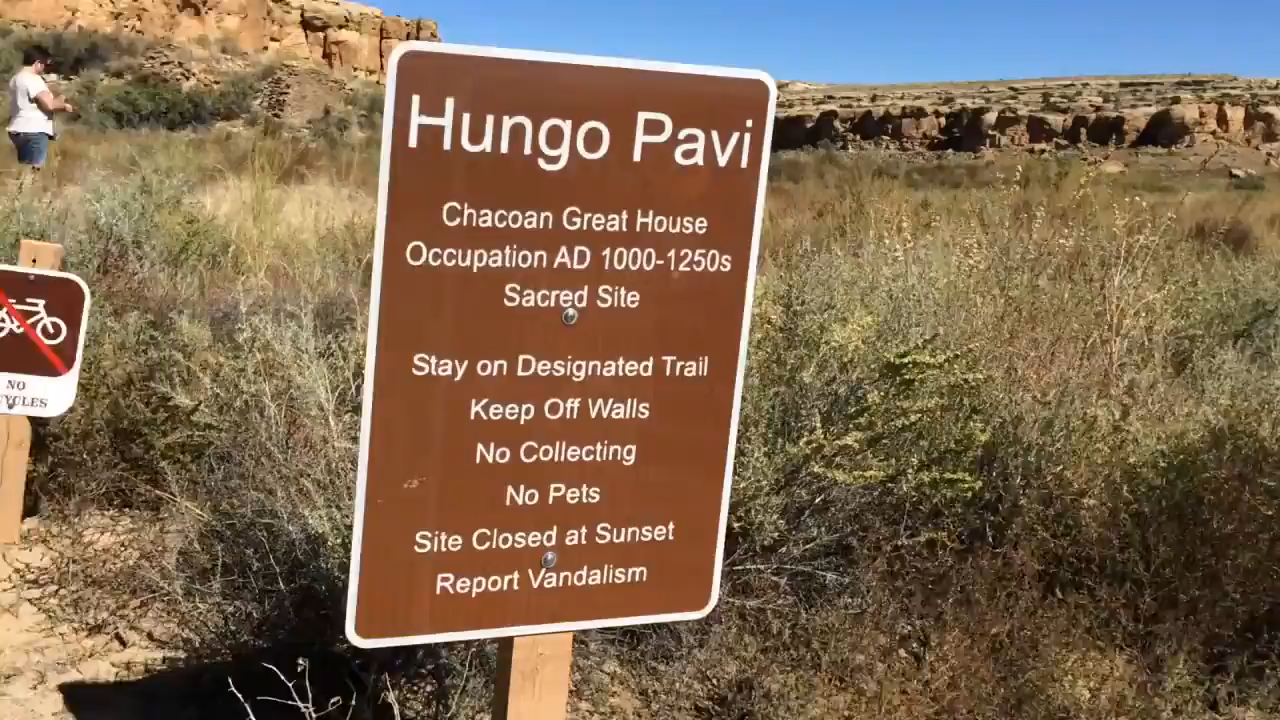 Hungo Pavi
Chacoan Great House
Occupation AD 1000-1250s
Sacred Site
Stay on Designated Trail
Keep Off Walls
No Collecting
No Pets
Site Closed at Sunset
Report Vandalism
NO